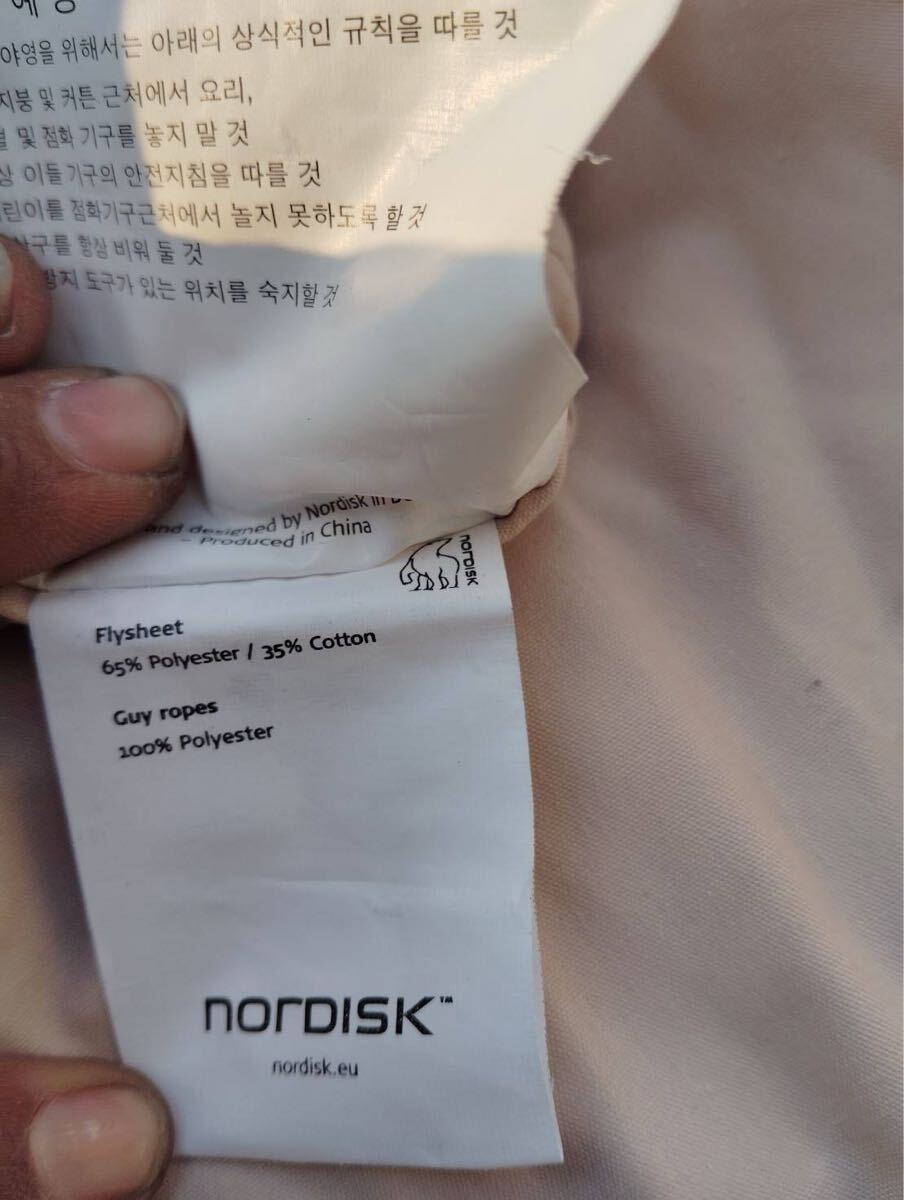 야영을 위해서는 아래의 상식적인 규칙을 따를 것
지붕 및 커튼 근처에서 요리,
및 점화 기구를 놓지 말 것
이들 기구의 안전지침을 따를 것
점화기구근처에서 놀지 못하도록 할것
항상 비워 둘 것
도구가 있는 위치를 숙지할것
and designed by Nordisk in
- Produced in China
NORDISK
Flysheet
65% Polyester / 35% Cotton
Guy ropes
100% Polyester
NORDISK™
nordisk.eu